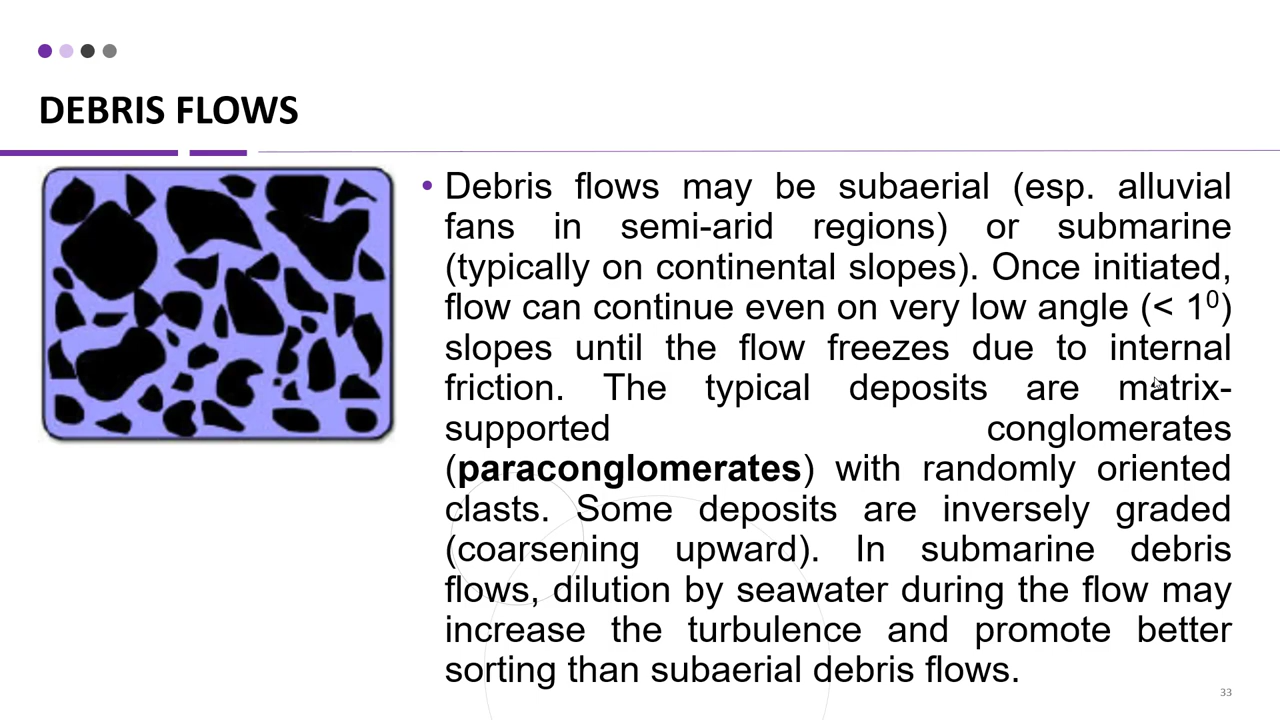 DEBRIS FLOWS
• Debris flows may be subaerial (esp. alluvial
fans in semi-arid regions) or submarine
(typically on continental slopes). Once initiated,
flow can continue even on very low angle (< 1⁰)
slopes until the flow freezes due to internal
friction. The typical deposits are matrix-
supported conglomerates
(paraconglomerates) with randomly oriented
clasts. Some deposits are inversely graded
(coarsening upward). In submarine debris
flows, dilution by seawater during the flow may
increase the turbulence and promote better
sorting than subaerial debris flows.
33